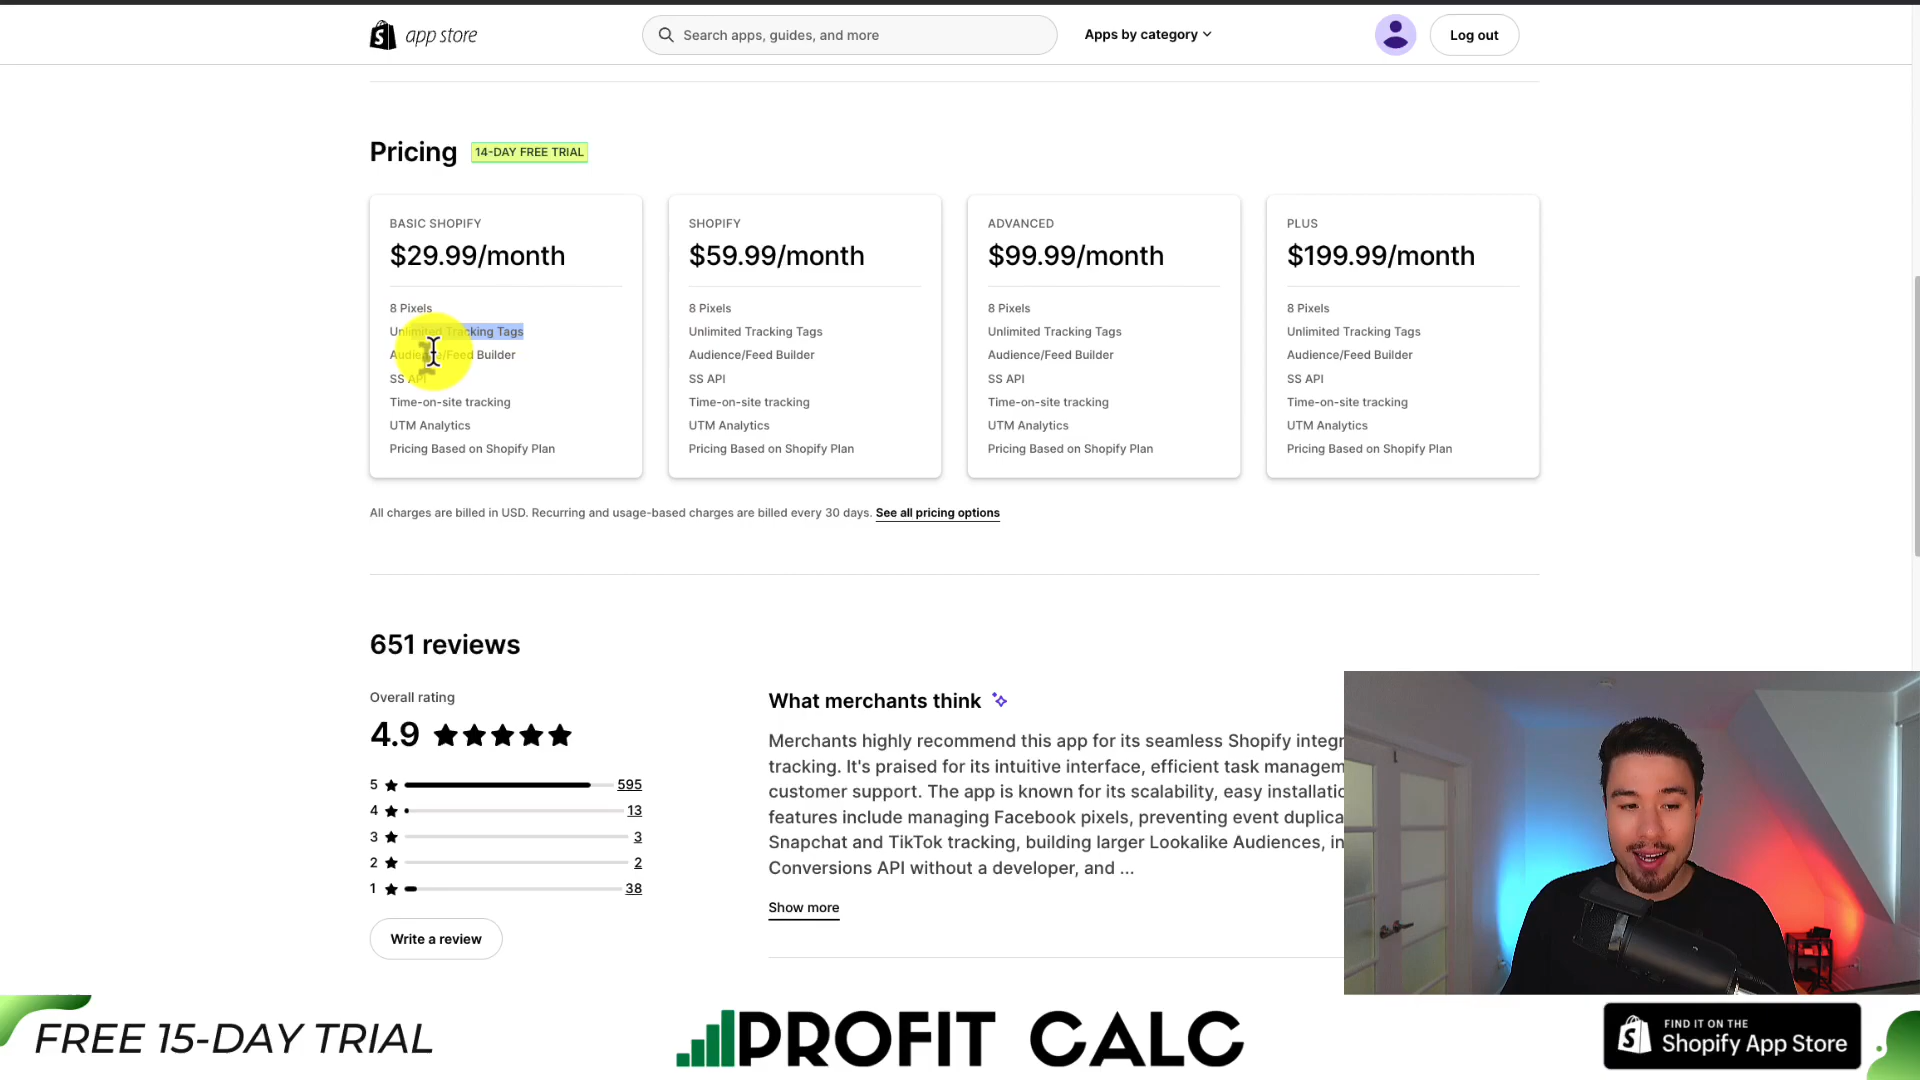 app store
Search apps, guides, and more
Apps by category
Log out
Pricing
14-DAY FREE TRIAL
BASIC SHOPIFY
$29.99/month
8 Pixels
Unlimited Tracking Tags
Audience/Feed Builder
SS API
Time-on-site tracking
UTM Analytics
Pricing Based on Shopify Plan
SHOPIFY
$59.99/month
8 Pixels
Unlimited Tracking Tags
Audience/Feed Builder
SS API
Time-on-site tracking
UTM Analytics
Pricing Based on Shopify Plan
ADVANCED
$99.99/month
8 Pixels
Unlimited Tracking Tags
Audience/Feed Builder
SS API
Time-on-site tracking
UTM Analytics
Pricing Based on Shopify Plan
PLUS
$199.99/month
8 Pixels
Unlimited Tracking Tags
Audience/Feed Builder
SS API
Time-on-site tracking
UTM Analytics
Pricing Based on Shopify Plan
All charges are billed in USD. Recurring and usage-based charges are billed every 30 days. See all pricing options
651 reviews
Overall rating
4.9
5 595
4 13
3 3
2 2
1 38
Write a review
What merchants think
Merchants highly recommend this app for its seamless Shopify integr
tracking. It's praised for its intuitive interface, efficient task managem
customer support. The app is known for its scalability, easy installatio
features include managing Facebook pixels, preventing event duplica
Snapchat and TikTok tracking, building larger Lookalike Audiences, in
Conversions API without a developer, and ...
Show more
FREE 15-DAY TRIAL
PROFIT CALC
FIND IT ON THE
Shopify App Store